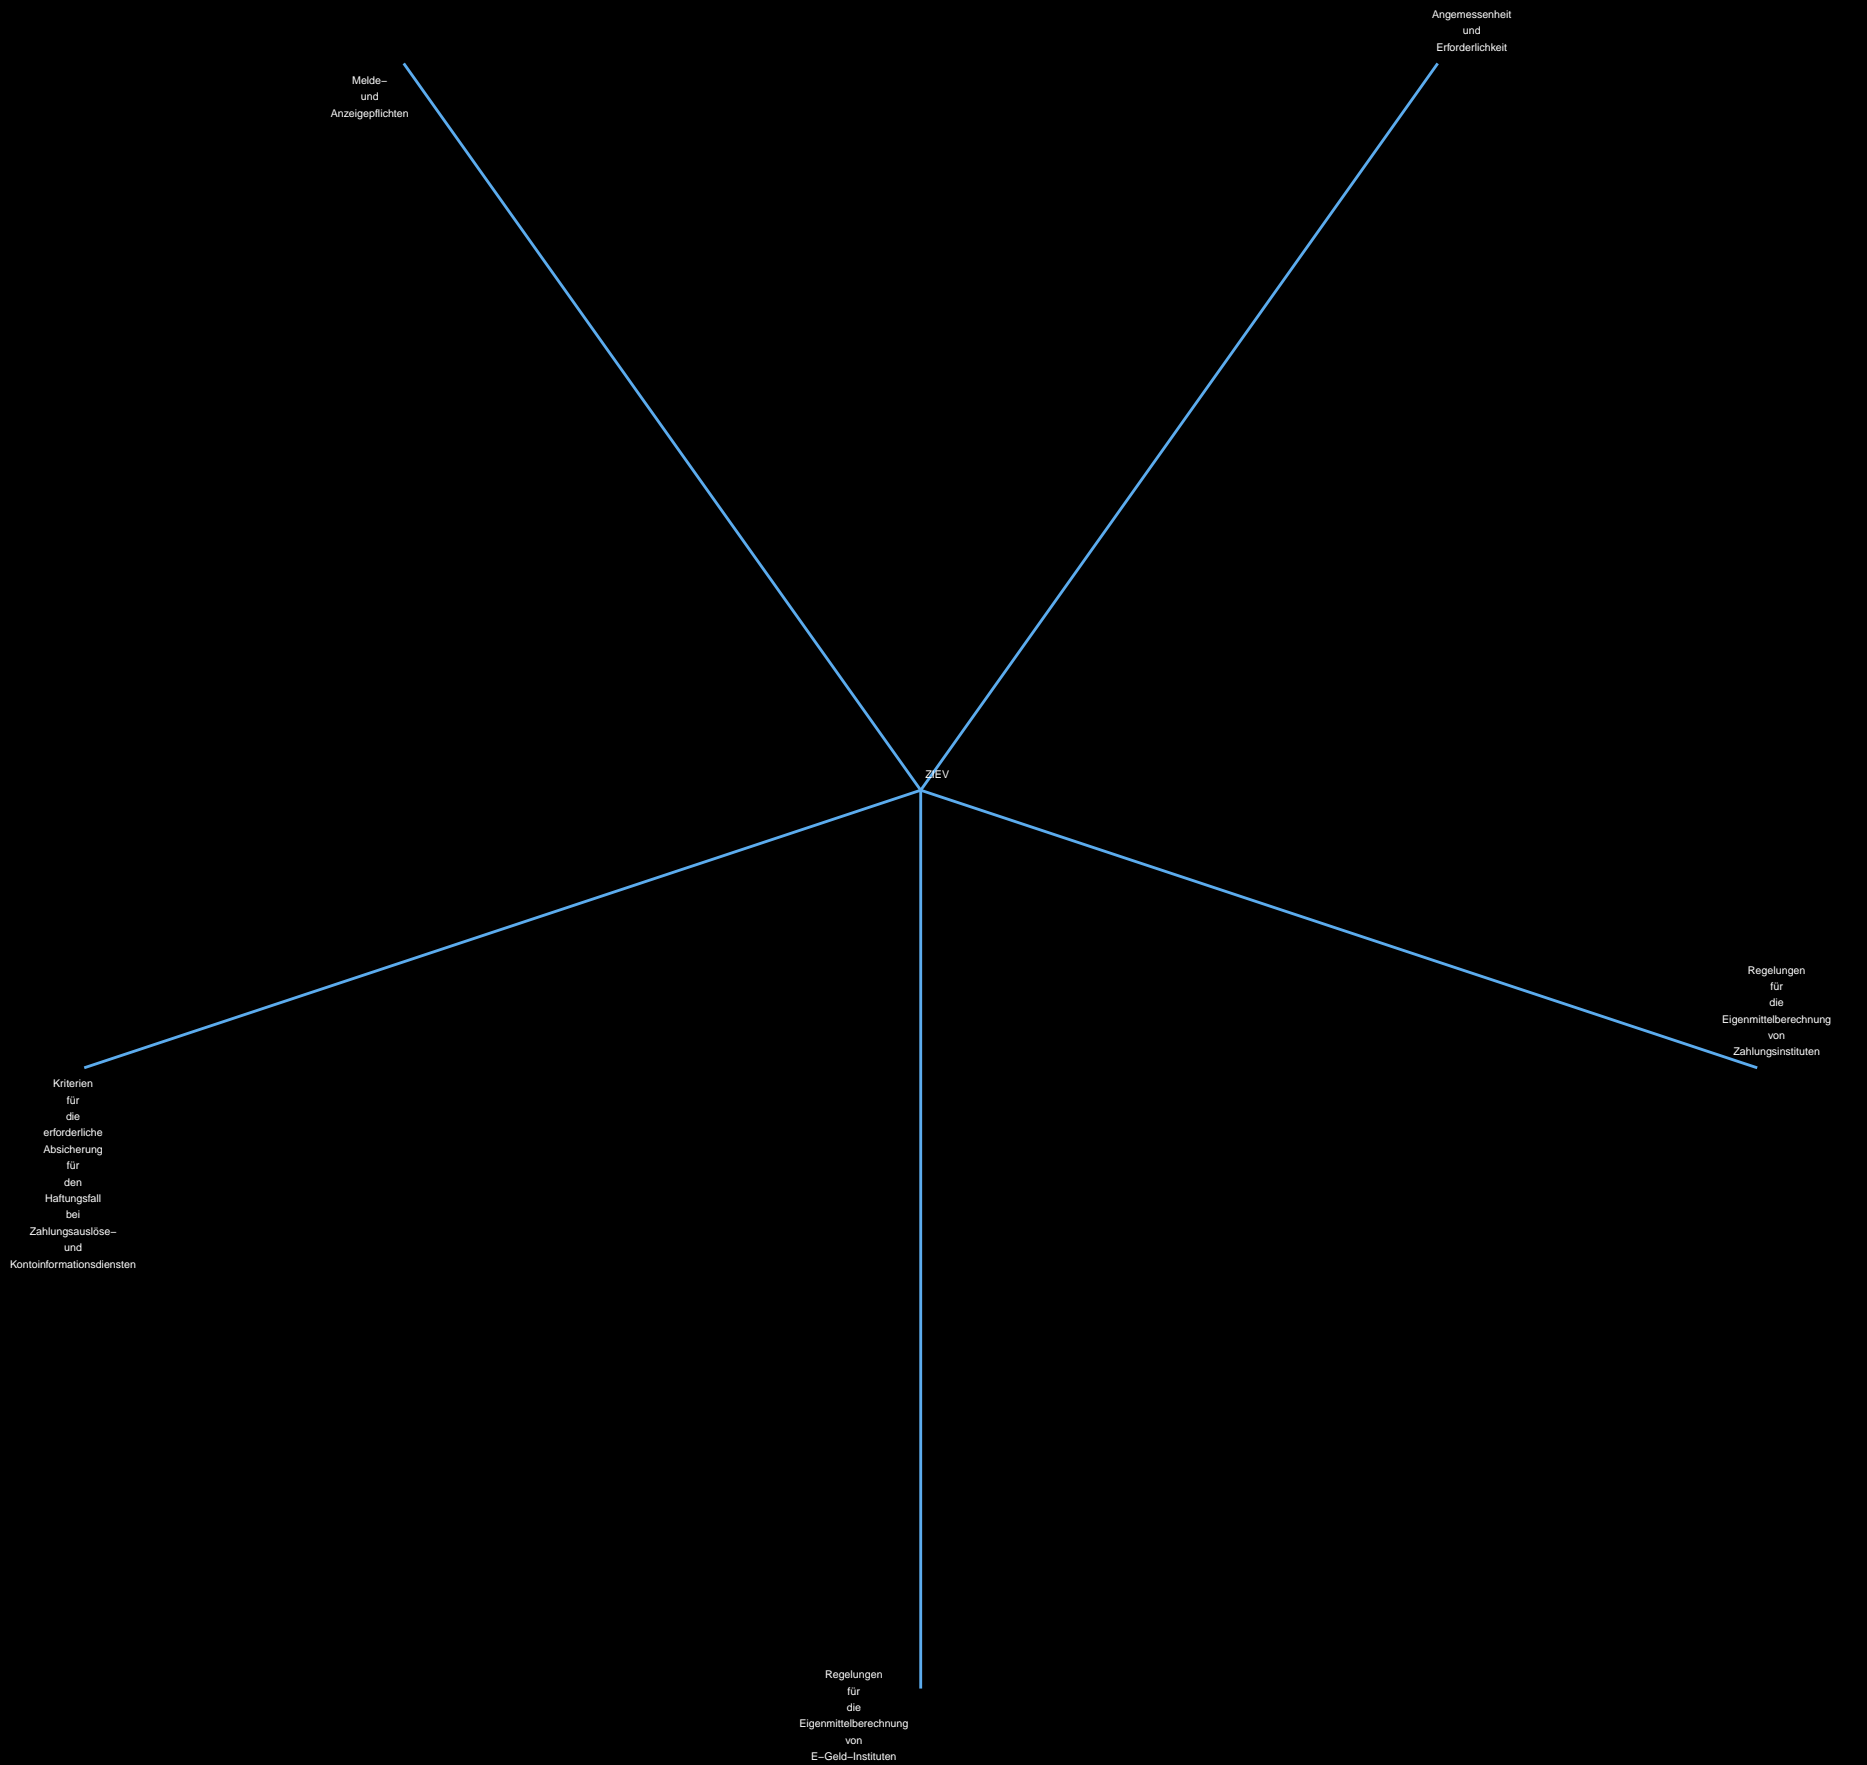 Angemessenheit
und
Erforderlichkeit
Melde−
und
Anzeigepflichten
ZIEV
Regelungen
für
die
Eigenmittelberechnung
von
Zahlungsinstituten
Kriterien
für
die
erforderliche
Absicherung
für
den
Haftungsfall
bei
Zahlungsauslöse−
und
Kontoinformationsdiensten
Regelungen
für
die
Eigenmittelberechnung
von
E−Geld−Instituten